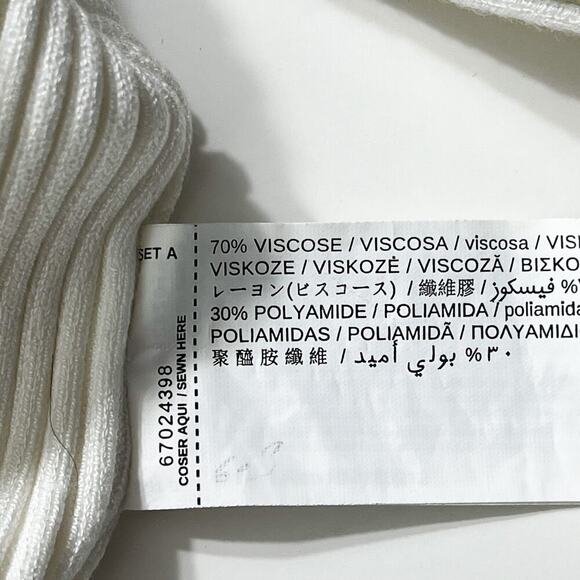 SET A
67024398
COSER AQUI / SEWN HERE
70% VISCOSE / VISCOSA / viscosa / VIS
VISKOZE / VISKOZĖ / VISCOZĂ / ΒΙΣΚΟ
レーヨン(ビスコース) / 纖維膠 / فيسكوز %
30% POLYAMIDE / POLIAMIDA / poliamida
POLIAMIDAS / POLIAMIDĂ / ΠΟΛΥΑΜΙΔΙ
聚醯胺纖維 / بولي أميد %٣٠